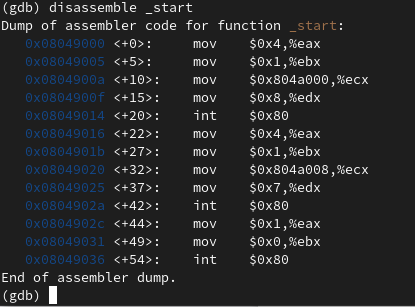 (gdb) disassemble _start
Dump of assembler code for function _start:
   0x08049000 <+0>:     mov    $0x4,%eax
   0x08049005 <+5>:     mov    $0x1,%ebx
   0x0804900a <+10>:    mov    $0x804a000,%ecx
   0x0804900f <+15>:    mov    $0x8,%edx
   0x08049014 <+20>:    int    $0x80
   0x08049016 <+22>:    mov    $0x4,%eax
   0x0804901b <+27>:    mov    $0x1,%ebx
   0x08049020 <+32>:    mov    $0x804a008,%ecx
   0x08049025 <+37>:    mov    $0x7,%edx
   0x0804902a <+42>:    int    $0x80
   0x0804902c <+44>:    mov    $0x1,%eax
   0x08049031 <+49>:    mov    $0x0,%ebx
   0x08049036 <+54>:    int    $0x80
End of assembler dump.
(gdb)